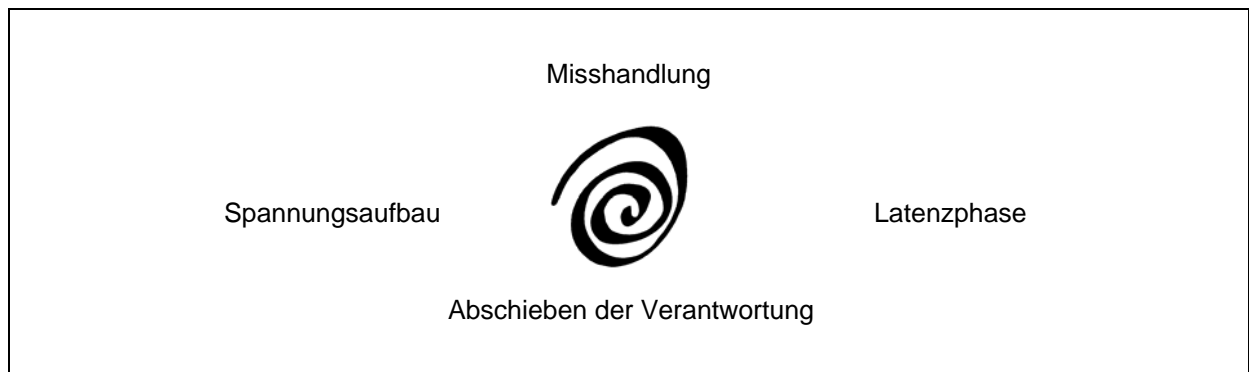 Misshandlung
Spannungsaufbau
Latenzphase
Abschieben der Verantwortung